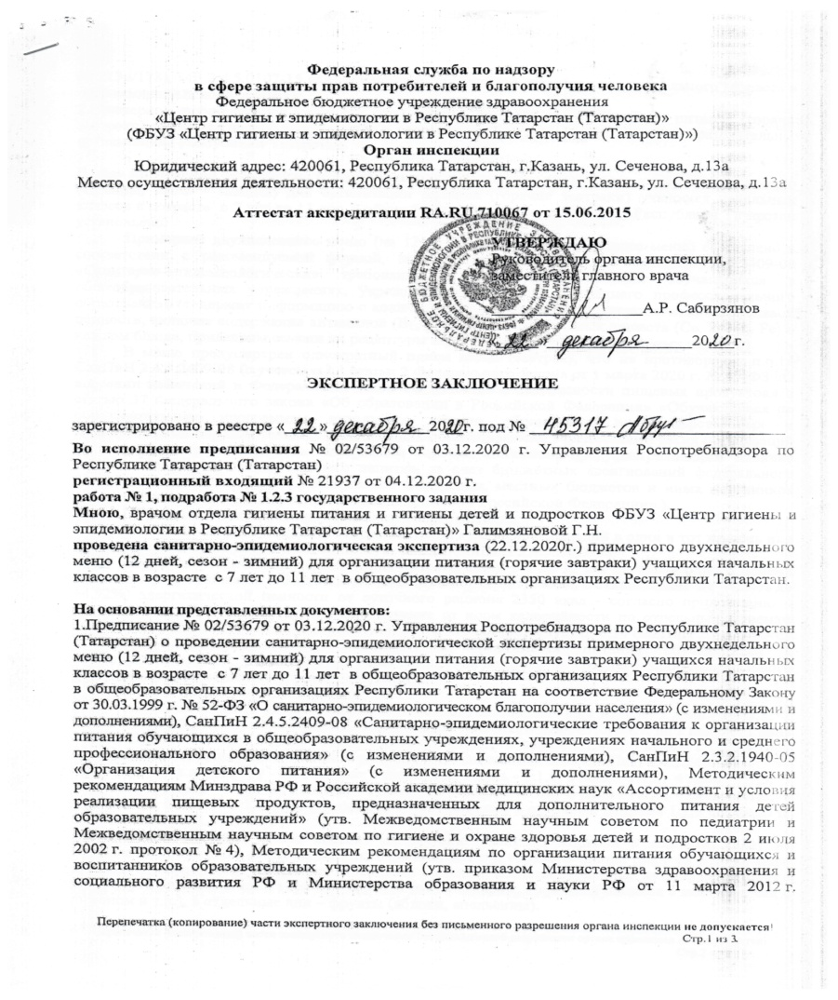 Федеральная служба по надзору
в сфере защиты прав потребителей и благополучия человека
Федеральное бюджетное учреждение здравоохранения
«Центр гигиены и эпидемиологии в Республике Татарстан (Татарстан)»
(ФБУЗ «Центр гигиены и эпидемиологии в Республике Татарстан (Татарстан)»)
Орган инспекции
Юридический адрес: 420061, Республика Татарстан, г.Казань, ул. Сеченова, д.13а
Место осуществления деятельности: 420061, Республика Татарстан, г.Казань, ул. Сеченова, д.13а
Аттестат аккредитации RA.RU.710067 от 15.06.2015
УТВЕРЖДАЮ
Руководитель органа инспекции,
заместитель главного врача
А.Р. Сабирзянов
« 22 » декабря 2020 г.
ЭКСПЕРТНОЕ ЗАКЛЮЧЕНИЕ
зарегистрировано в реестре « 22 » декабря 2020г. под № 45317
Во исполнение предписания № 02/53679 от 03.12.2020 г. Управления Роспотребнадзора по
Республике Татарстан (Татарстан)
регистрационный входящий № 21937 от 04.12.2020 г.
работа № 1, подработа № 1.2.3 государственного задания
Мною, врачом отдела гигиены питания и гигиены детей и подростков ФБУЗ «Центр гигиены и
эпидемиологии в Республике Татарстан (Татарстан)» Галимзяновой Г.Н.
проведена санитарно-эпидемиологическая экспертиза (22.12.2020г.) примерного двухнедельного
меню (12 дней, сезон - зимний) для организации питания (горячие завтраки) учащихся начальных
классов в возрасте с 7 лет до 11 лет в общеобразовательных организациях Республики Татарстан.
На основании представленных документов:
1.Предписание № 02/53679 от 03.12.2020 г. Управления Роспотребнадзора по Республике Татарстан
(Татарстан) о проведении санитарно-эпидемиологической экспертизы примерного двухнедельного
меню (12 дней, сезон - зимний) для организации питания (горячие завтраки) учащихся начальных
классов в возрасте с 7 лет до 11 лет в общеобразовательных организациях Республики Татарстан
в общеобразовательных организациях Республики Татарстан на соответствие Федеральному Закону
от 30.03.1999 г. № 52-ФЗ «О санитарно-эпидемиологическом благополучии населения» (с изменениями и
дополнениями), СанПиН 2.4.5.2409-08 «Санитарно-эпидемиологические требования к организации
питания обучающихся в общеобразовательных учреждениях, учреждениях начального и среднего
профессионального образования» (с изменениями и дополнениями), СанПиН 2.3.2.1940-05
«Организация детского питания» (с изменениями и дополнениями), Методическим
рекомендациям Минздрава РФ и Российской академии медицинских наук «Ассортимент и условия
реализации пищевых продуктов, предназначенных для дополнительного питания детей
образовательных учреждений» (утв. Межведомственным научным советом по педиатрии и
Межведомственным научным советом по гигиене и охране здоровья детей и подростков 2 июля
2002 г. протокол № 4), Методическим рекомендациям по организации питания обучающихся и
воспитанников образовательных учреждений (утв. приказом Министерства здравоохранения и
социального развития РФ и Министерства образования и науки РФ от 11 марта 2012 г.
Перепечатка (копирование) части экспертного заключения без письменного разрешения органа инспекции не допускается!
Стр.1 из 3